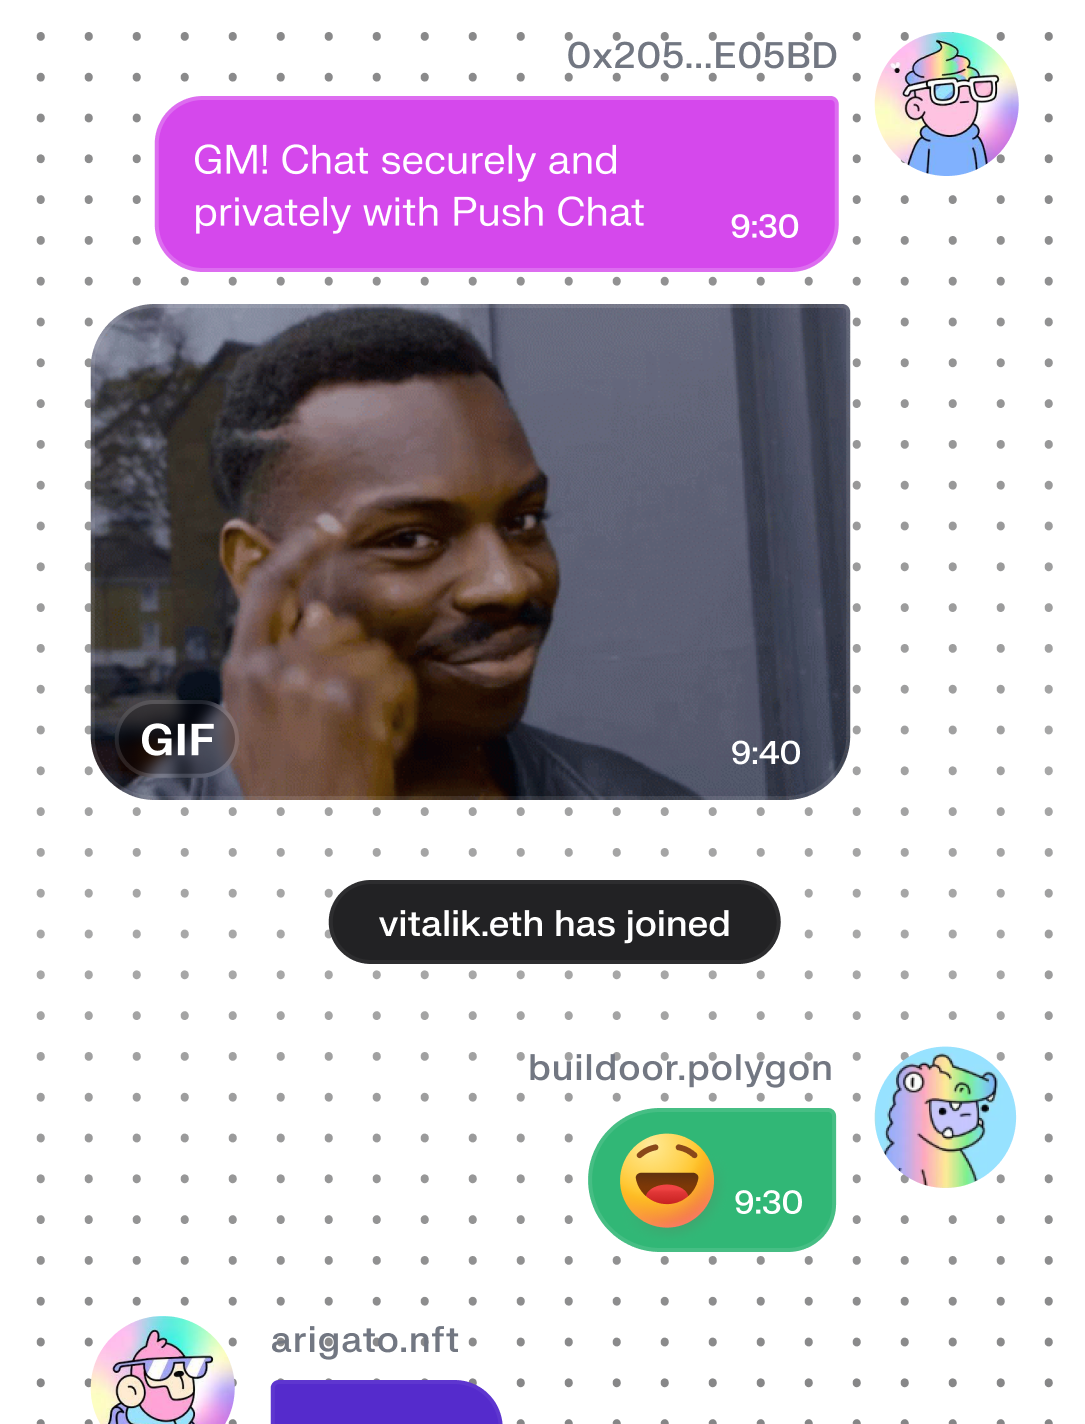 0x205...E05BD
GM! Chat securely and
privately with Push Chat
9:30
GIF
9:40
vitalik.eth has joined
buildoor.polygon
9:30
arigato.nft